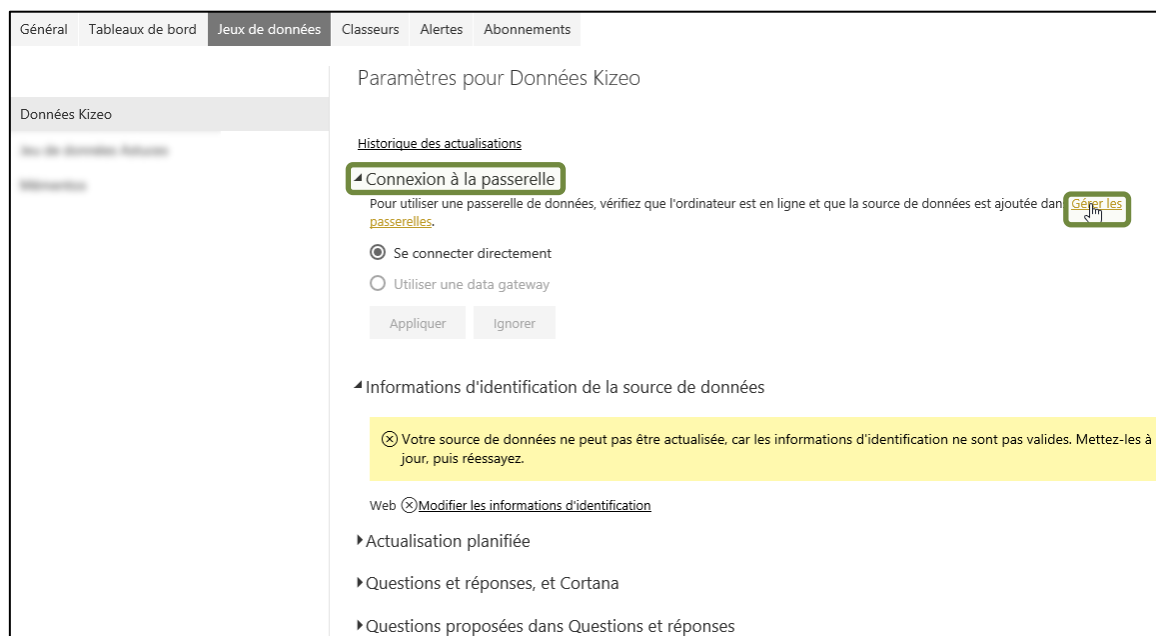 Général Tableaux de bord Jeux de données Classeurs Alertes Abonnements
Paramètres pour Données Kizeo
Données Kizeo
Historique des actualisations
Connexion à la passerelle
Pour utiliser une passerelle de données, vérifiez que l'ordinateur est en ligne et que la source de données est ajoutée dan Gérer les
passerelles.
Se connecter directement
Utiliser une data gateway
Appliquer Ignorer
Informations d'identification de la source de données
Votre source de données ne peut pas être actualisée, car les informations d'identification ne sont pas valides. Mettez-les à
jour, puis réessayez.
Web Modifier les informations d'identification
Actualisation planifiée
Questions et réponses, et Cortana
Questions proposées dans Questions et réponses